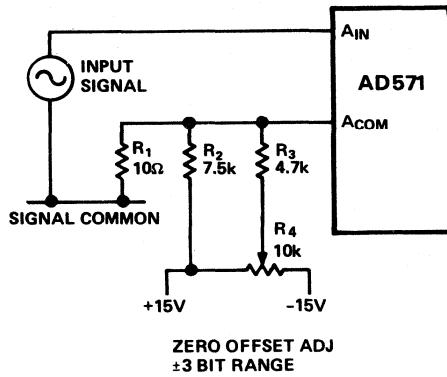 INPUT
SIGNAL
AIN
AD571
ACOM
R1
10Ω
R2
7.5k
R3
4.7k
SIGNAL COMMON
R4
10k
+15V
-15V
ZERO OFFSET ADJ
±3 BIT RANGE